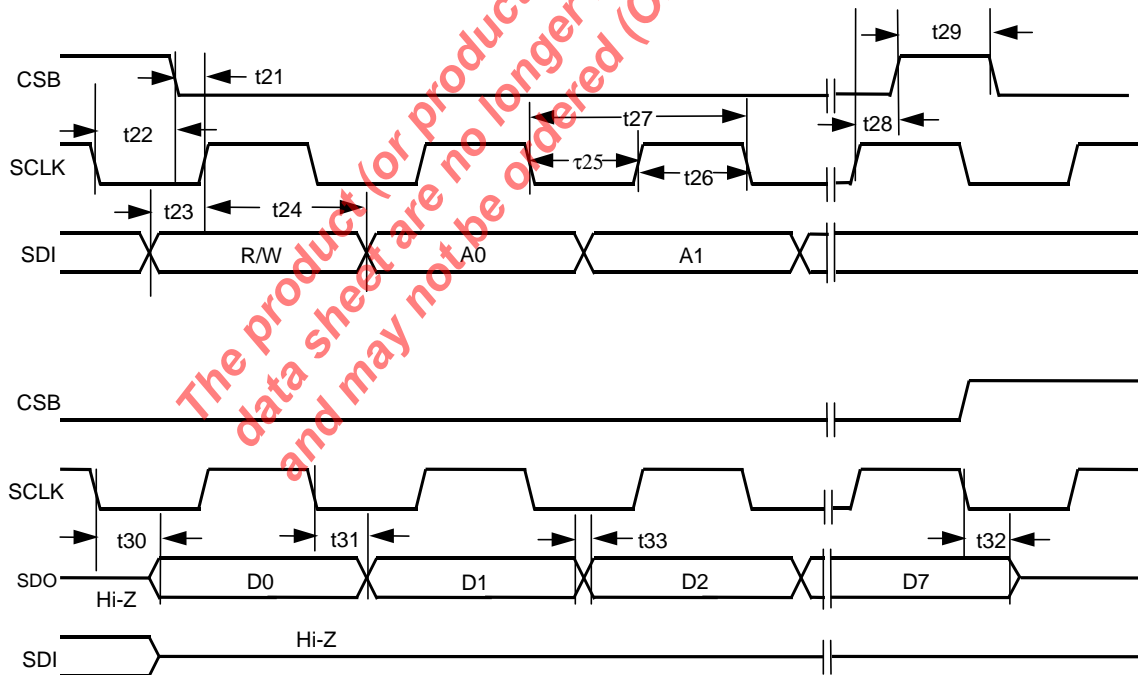 t29
CSB
t21
t27
t22
t28
SCLK
τ25
t26
t23
t24
SDI
R/W
A0
A1
The product (or product
data sheet are no longer
and may not be ordered (O
CSB
SCLK
t30
t31
t33
t32
SDO
D0
D1
D2
D7
Hi-Z
Hi-Z
SDI